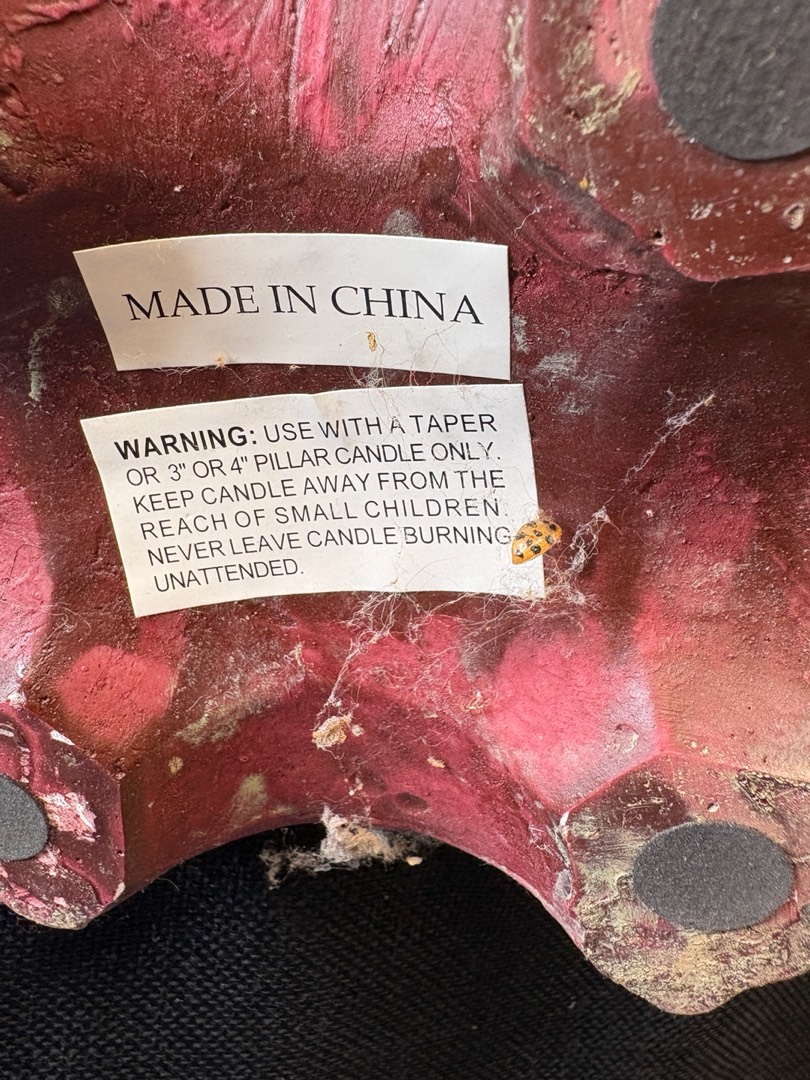 MADE IN CHINA
WARNING: USE WITH A TAPER
OR 3" OR 4" PILLAR CANDLE ONLY.
KEEP CANDLE AWAY FROM THE
REACH OF SMALL CHILDREN.
NEVER LEAVE CANDLE BURNING
UNATTENDED.